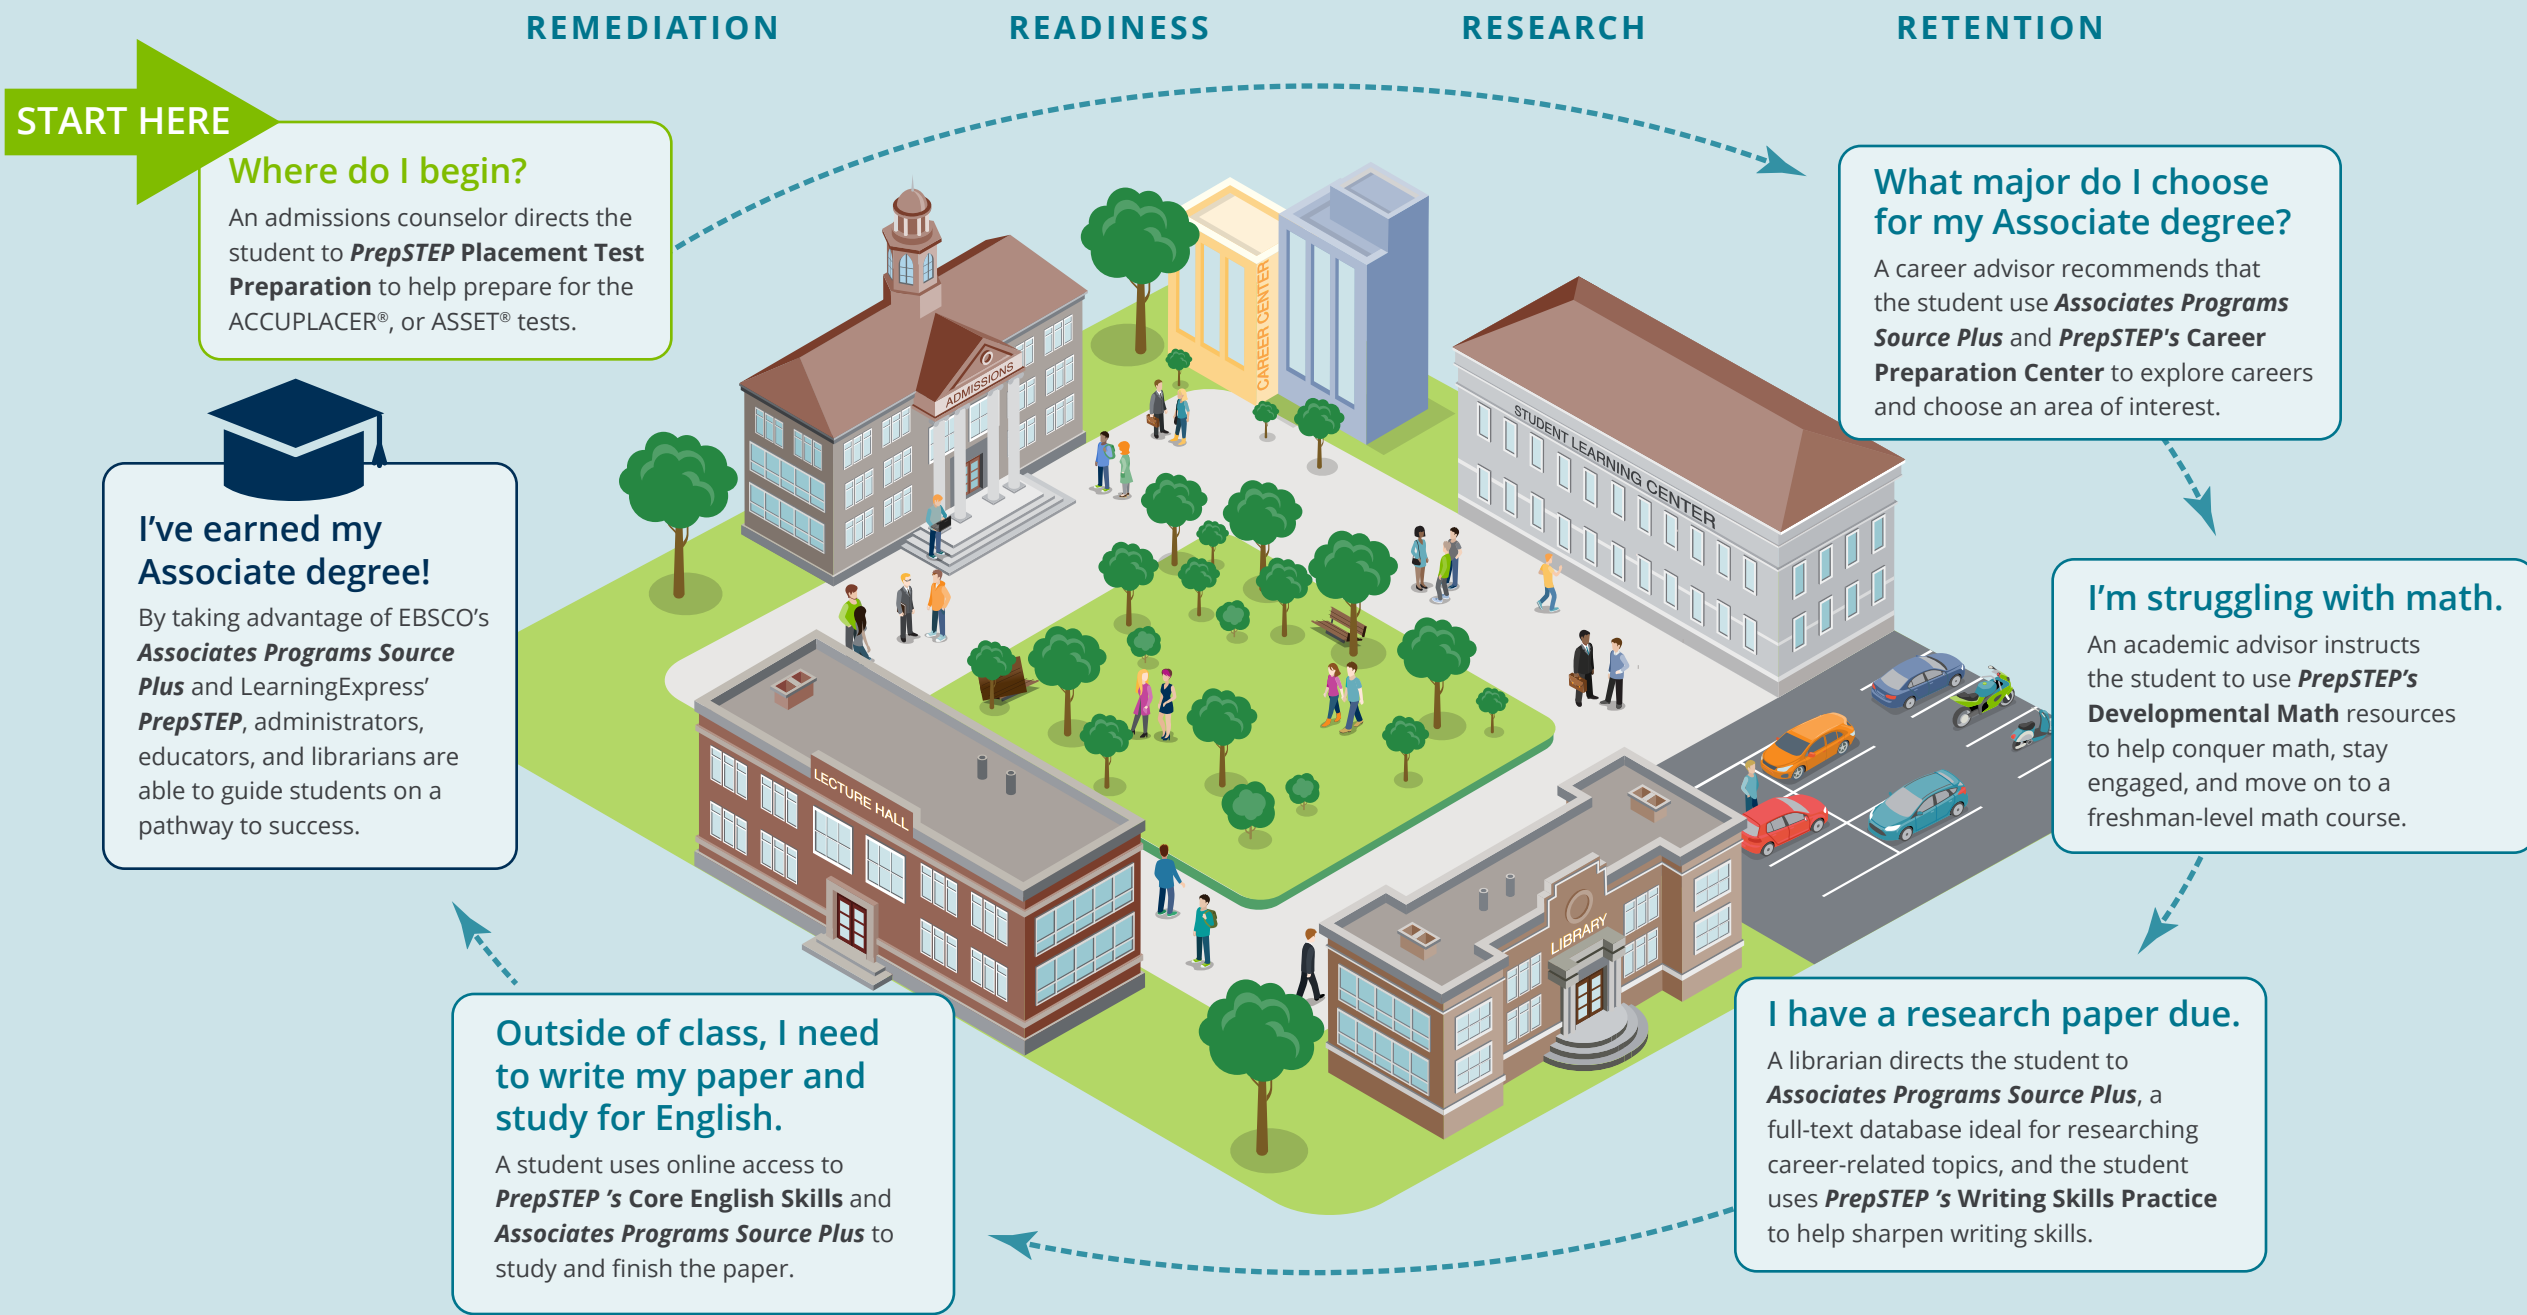 REMEDIATION
READINESS
RESEARCH
RETENTION
START HERE
Where do I begin?
An admissions counselor directs the
student to PrepSTEP Placement Test
Preparation to help prepare for the
ACCUPLACER®, or ASSET® tests.
What major do I choose
for my Associate degree?
A career advisor recommends that
the student use Associates Programs
Source Plus and PrepSTEP's Career
Preparation Center to explore careers
and choose an area of interest.
I'm struggling with math.
An academic advisor instructs
the student to use PrepSTEP’s
Developmental Math resources
to help conquer math, stay
engaged, and move on to a
freshman-level math course.
I have a research paper due.
A librarian directs the student to
Associates Programs Source Plus, a
full-text database ideal for researching
career-related topics, and the student
uses PrepSTEP ’s Writing Skills Practice
to help sharpen writing skills.
Outside of class, I need
to write my paper and
study for English.
A student uses online access to
PrepSTEP ’s Core English Skills and
Associates Programs Source Plus to
study and finish the paper.
I’ve earned my
Associate degree!
By taking advantage of EBSCO’s
Associates Programs Source
Plus and LearningExpress’
PrepSTEP, administrators,
educators, and librarians are
able to guide students on a
pathway to success.
ADMISSIONS
CAREER CENTER
STUDENT LEARNING CENTER
LECTURE HALL
LIBRARY